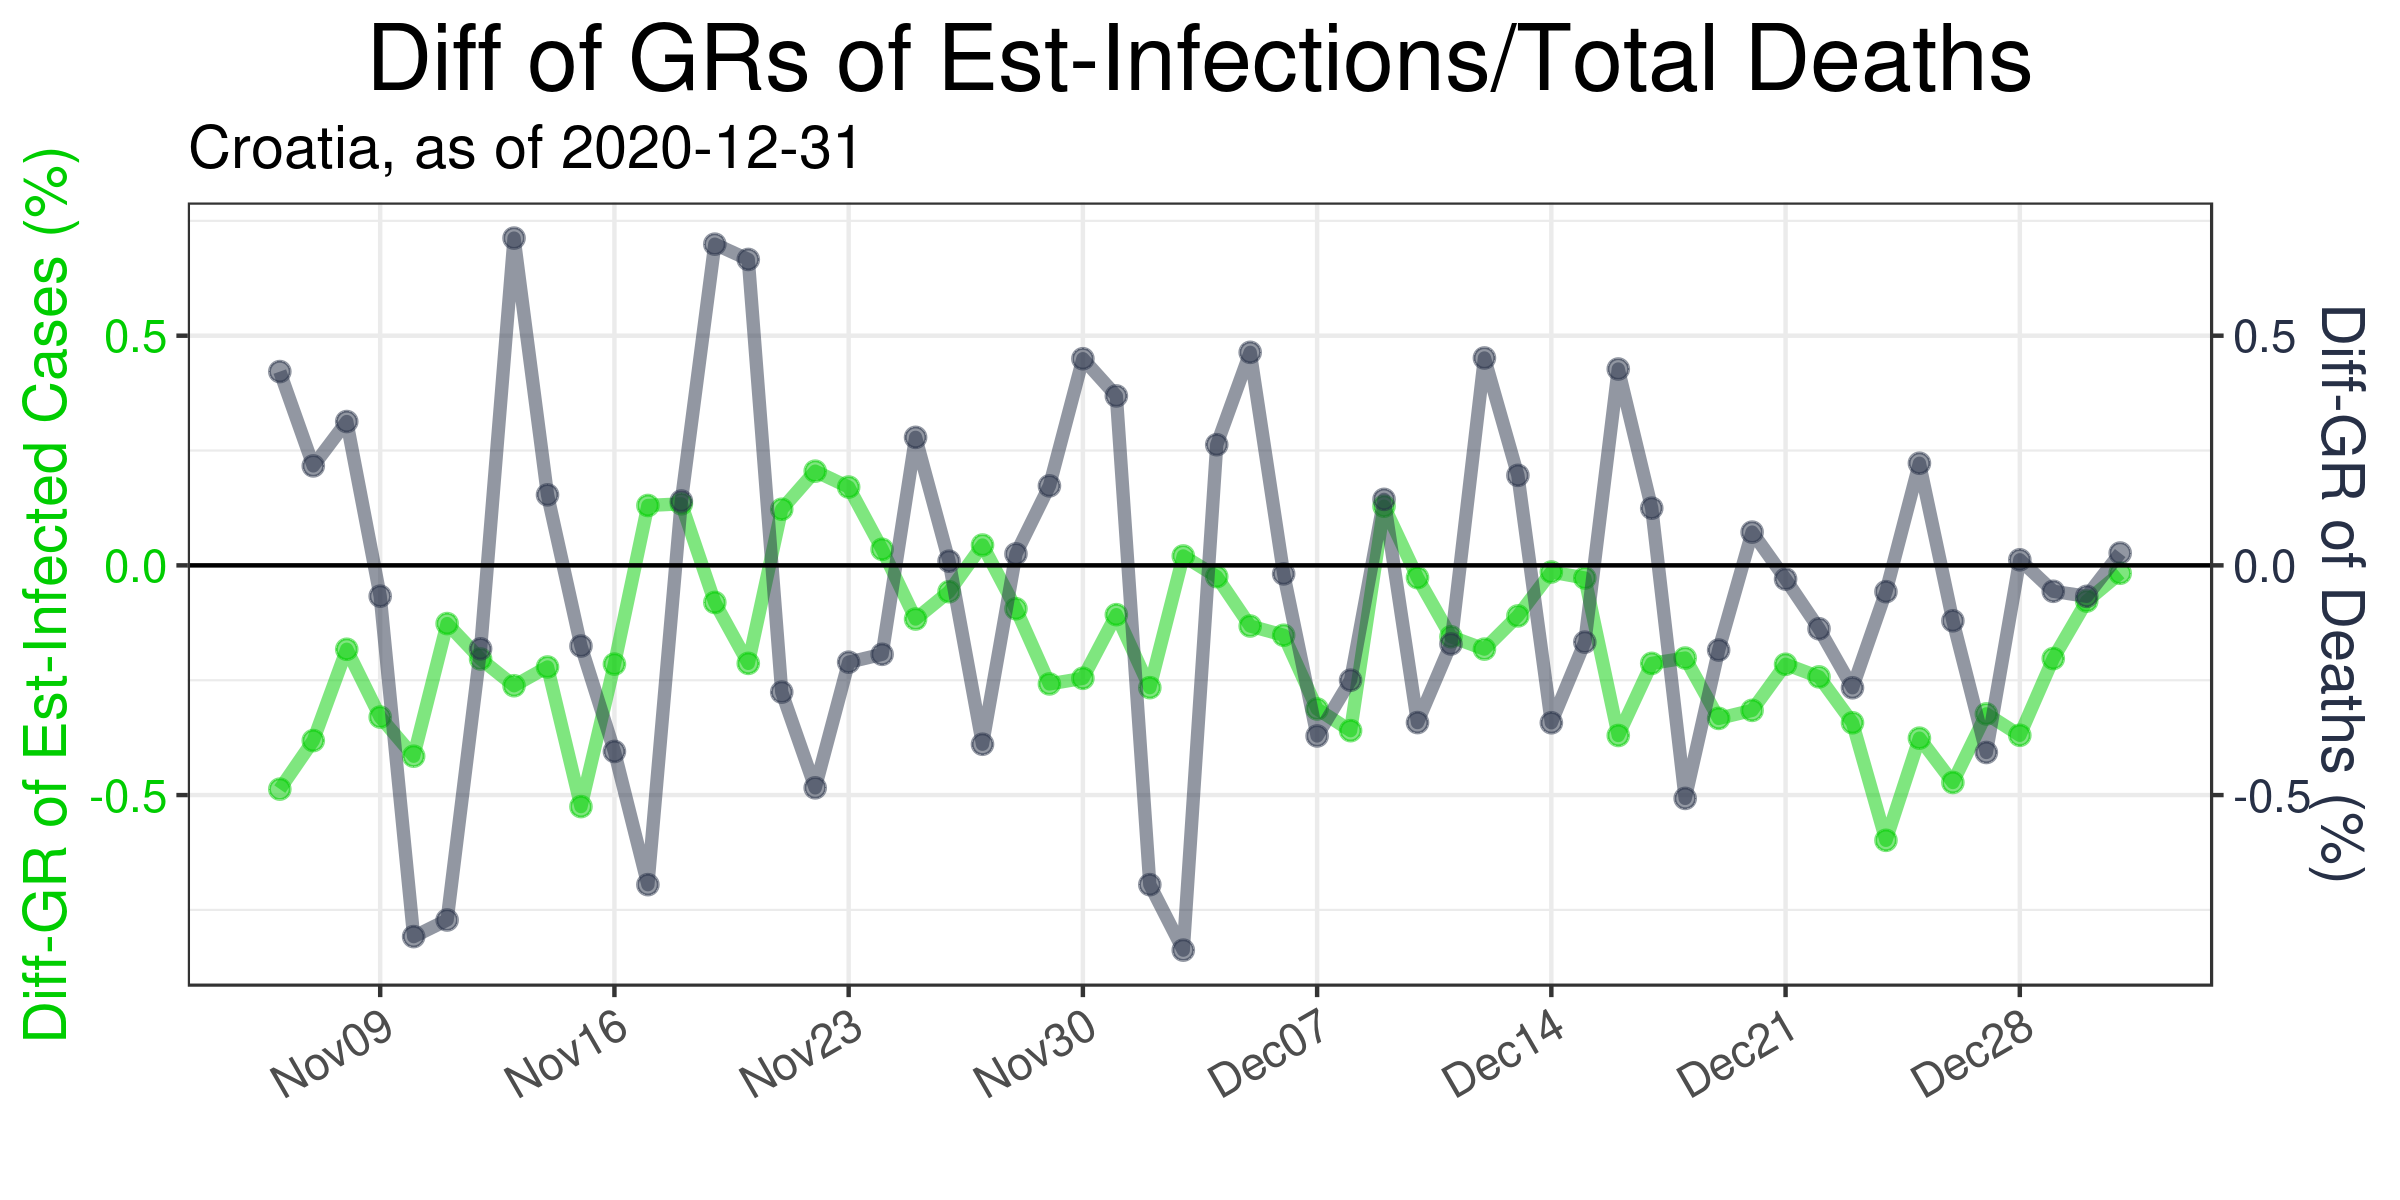 Diff of GRs of Est-Infections/Total Deaths
Croatia, as of 2020-12-31
Diff-GR of Est-Infected Cases (%)
0.5
0.0
-0.5
0.5
0.0
-0.5
Diff-GR of Deaths (%)
Nov09
Nov16
Nov23
Nov30
Dec07
Dec14
Dec21
Dec28